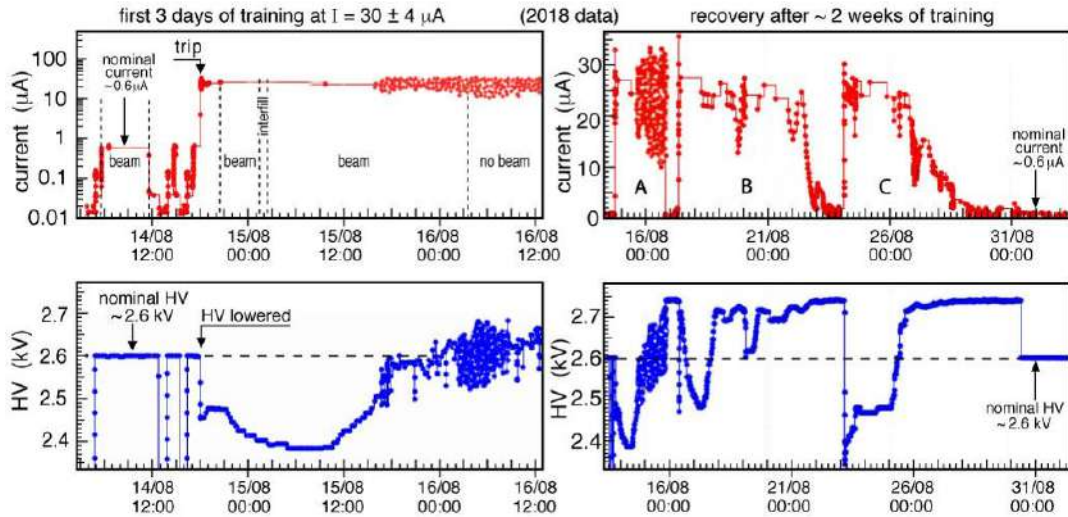 first 3 days of training at I = 30 ± 4 μA
(2018 data)
recovery after ~ 2 weeks of training
current (μA)
100
10
1
0.1
0.01
nominal
current
~0.6μA
trip
beam
beam
interfill
beam
no beam
14/08
12:00
15/08
00:00
15/08
12:00
16/08
00:00
16/08
12:00
current (μA)
30
20
10
0
A
B
C
nominal
current
~0.6μA
16/08
00:00
21/08
00:00
26/08
00:00
31/08
00:00
HV (kV)
2.7
2.6
2.5
2.4
nominal HV
~2.6 kV
HV lowered
14/08
12:00
15/08
00:00
15/08
12:00
16/08
00:00
16/08
12:00
HV (kV)
2.7
2.6
2.5
2.4
nominal HV
~2.6 kV
16/08
00:00
21/08
00:00
26/08
00:00
31/08
00:00